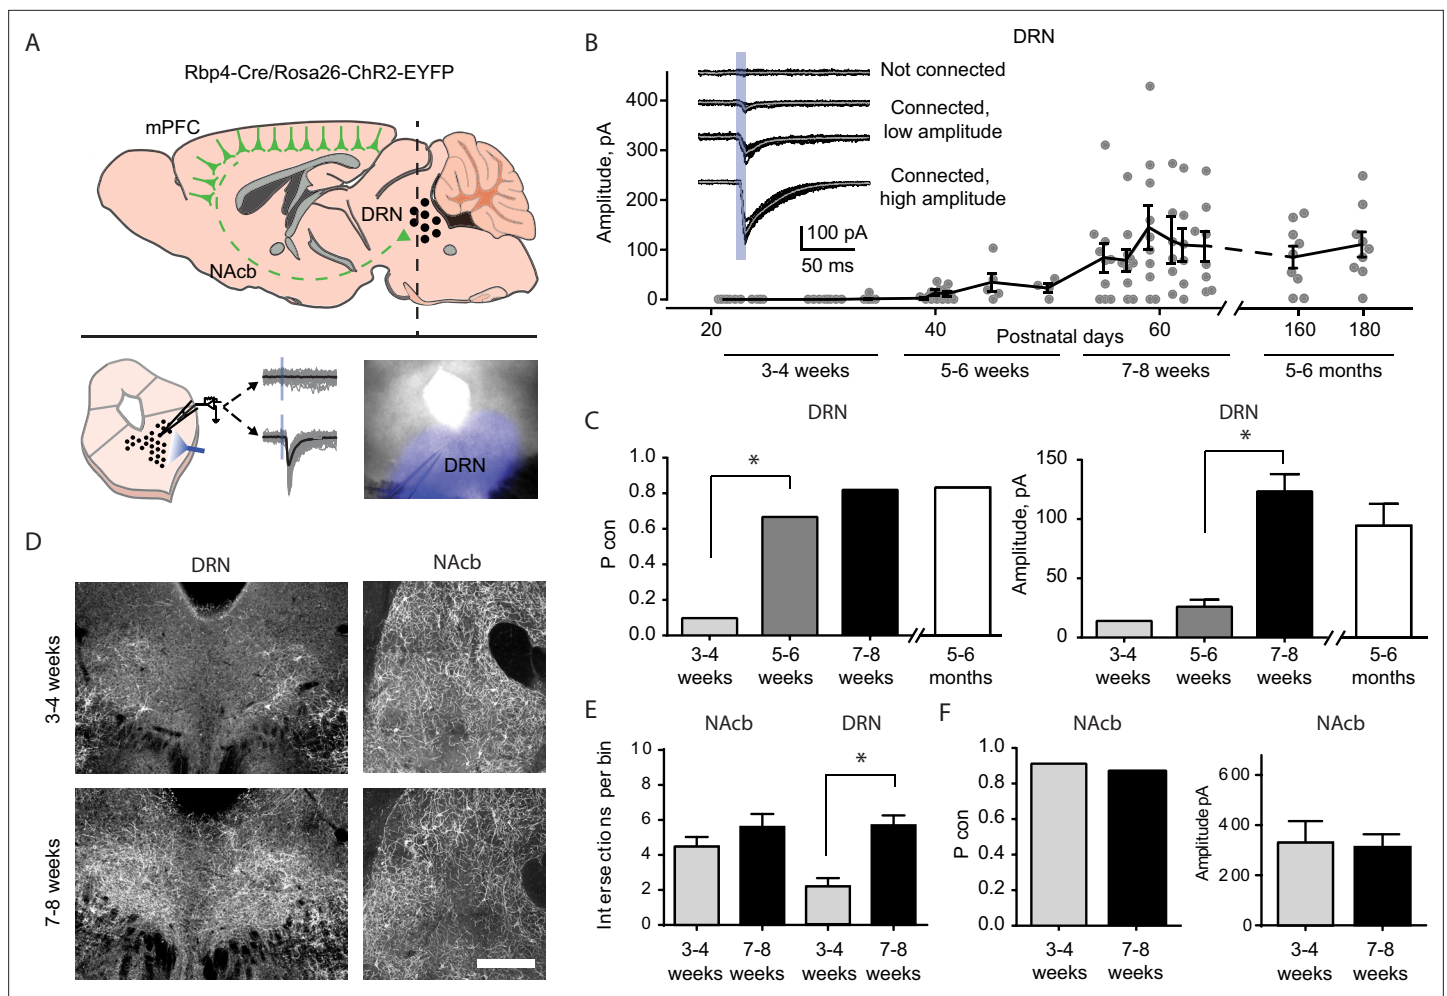 A
Rbp4-Cre/Rosa26-ChR2-EYFP
mPFC
DRN
NAcb
DRN
B
DRN
Not connected
Connected,
low amplitude
Connected,
high amplitude
100 pA
50 ms
Amplitude, pA
400
300
200
100
0
20
40
60
160
180
Postnatal days
3-4 weeks
5-6 weeks
7-8 weeks
5-6 months
C
DRN
P con
1.0
0.8
0.6
0.4
0.2
0.0
*
3-4
weeks
5-6
weeks
7-8
weeks
5-6
months
DRN
Amplitude, pA
150
100
50
0
*
3-4
weeks
5-6
weeks
7-8
weeks
5-6
months
D
DRN
NAcb
3-4 weeks
7-8 weeks
E
NAcb
DRN
Intersections per bin
10
8
6
4
2
0
*
3-4
weeks
7-8
weeks
3-4
weeks
7-8
weeks
F
NAcb
P con
1.0
0.8
0.6
0.4
0.2
0.0
3-4
weeks
7-8
weeks
NAcb
Amplitude pA
600
400
200
0
3-4
weeks
7-8
weeks